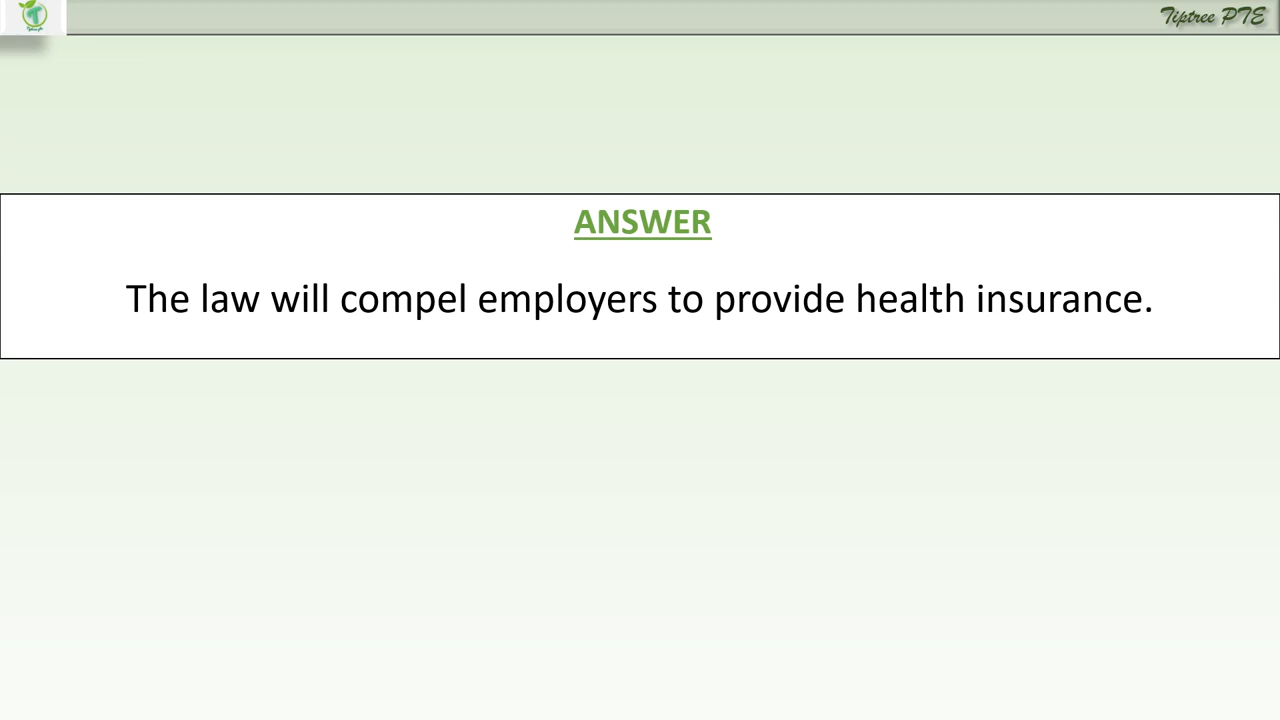 Tiptree PTE
ANSWER
The law will compel employers to provide health insurance.